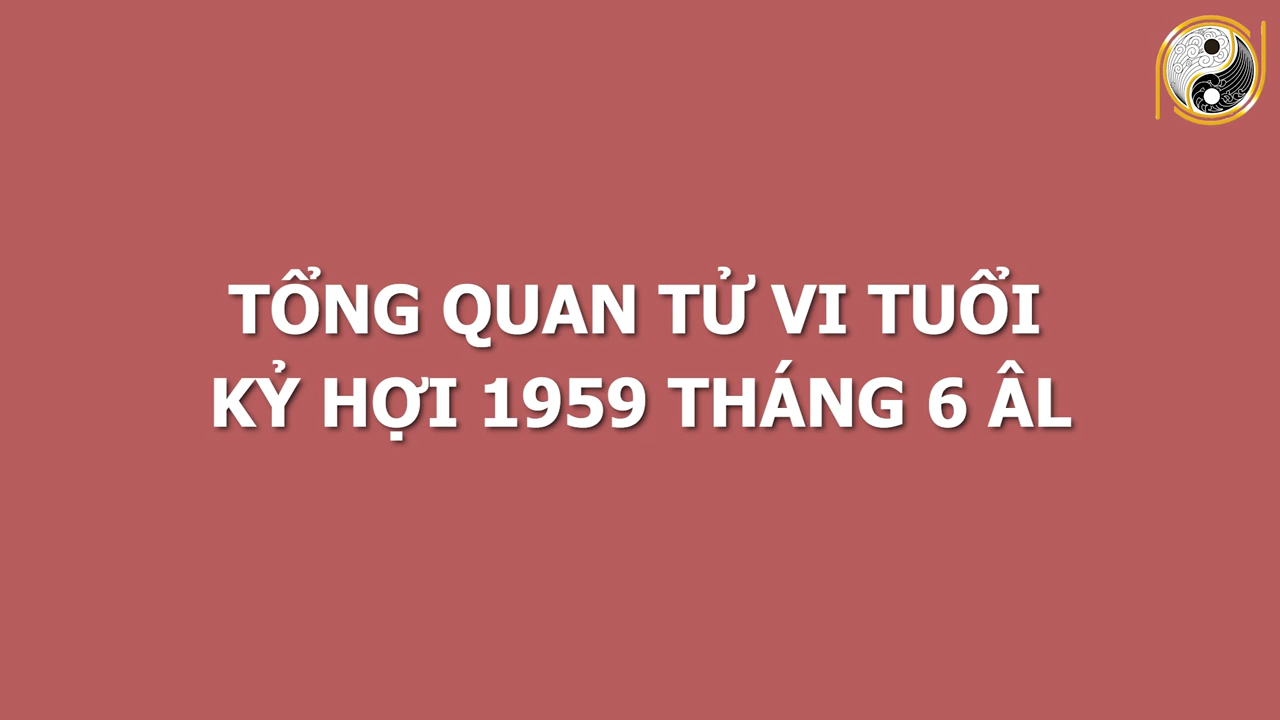 TỔNG QUAN TỬ VI TUỔI
KỶ HỢI 1959 THÁNG 6 ÂL